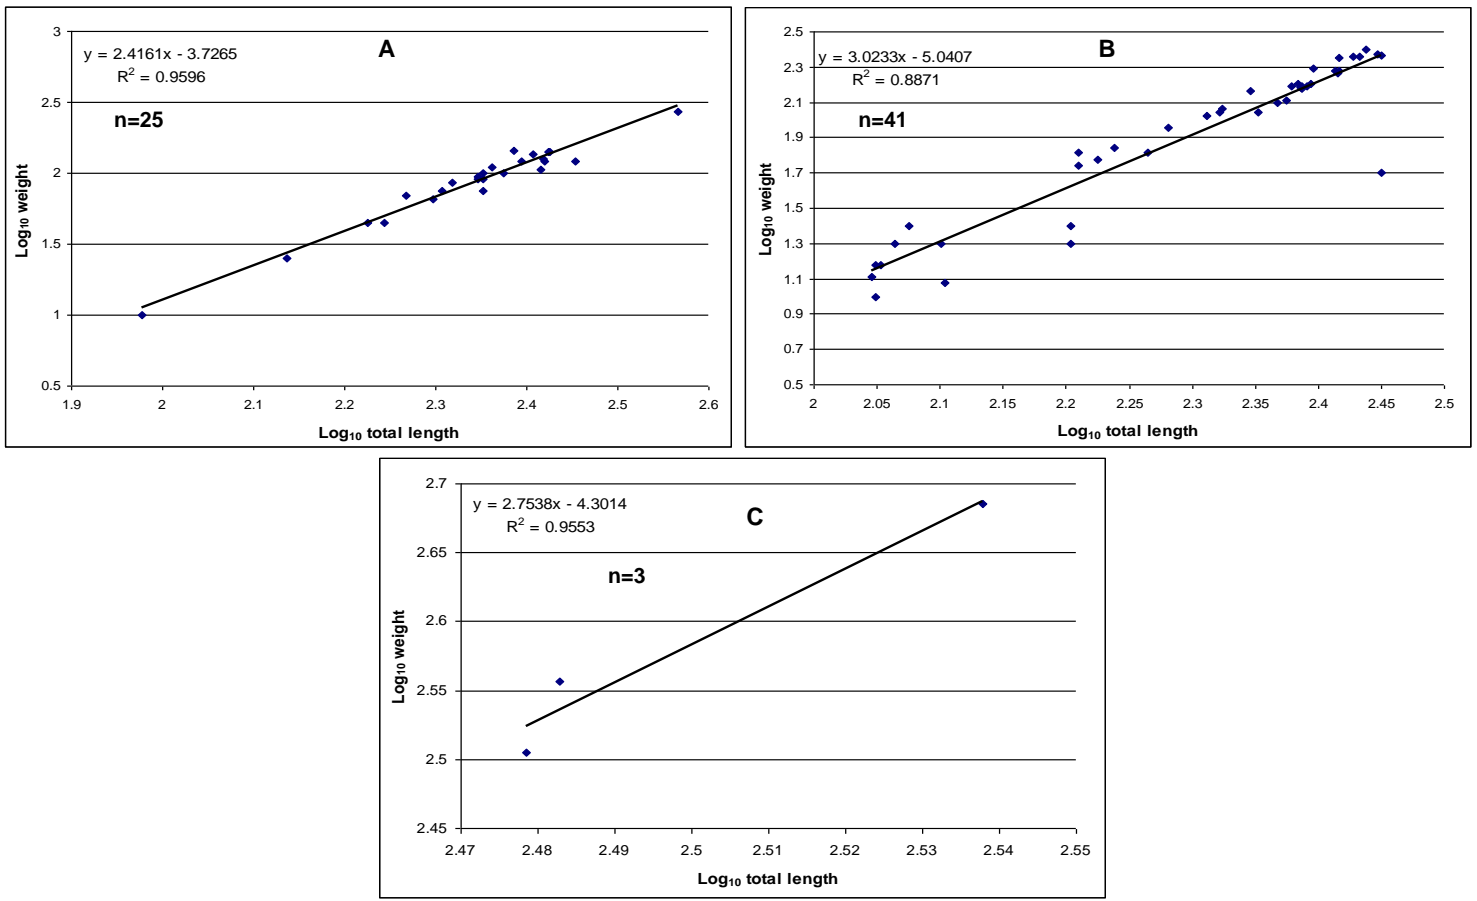 A
y = 2.4161x - 3.7265
R² = 0.9596
n=25
Log₁₀ weight
3
2.5
2
1.5
1
0.5
1.9 2 2.1 2.2 2.3 2.4 2.5 2.6
Log₁₀ total length
B
y = 3.0233x - 5.0407
R² = 0.8871
n=41
Log₁₀ weight
2.5
2.3
2.1
1.9
1.7
1.5
1.3
1.1
0.9
0.7
0.5
2 2.05 2.1 2.15 2.2 2.25 2.3 2.35 2.4 2.45 2.5
Log₁₀ total length
C
y = 2.7538x - 4.3014
R² = 0.9553
n=3
Log₁₀ weight
2.7
2.65
2.6
2.55
2.5
2.45
2.47 2.48 2.49 2.5 2.51 2.52 2.53 2.54 2.55
Log₁₀ total length